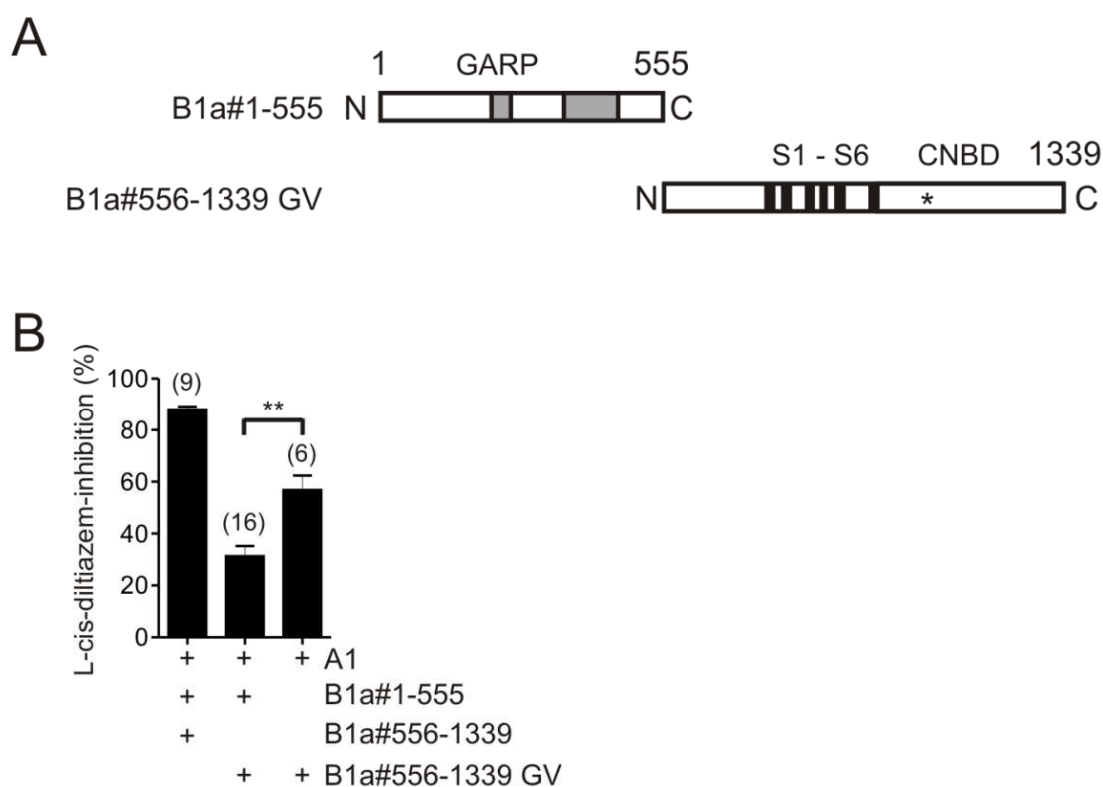 A
1 GARP 555
B1a#1-555 N C
S1 - S6 CNBD 1339
B1a#556-1339 GV N * C
B
L-cis-diltiazem-inhibition (%)
100
80
60
40
20
0
(9)
**
(6)
(16)
+ + + A1
+ + B1a#1-555
+ B1a#556-1339
+ + B1a#556-1339 GV